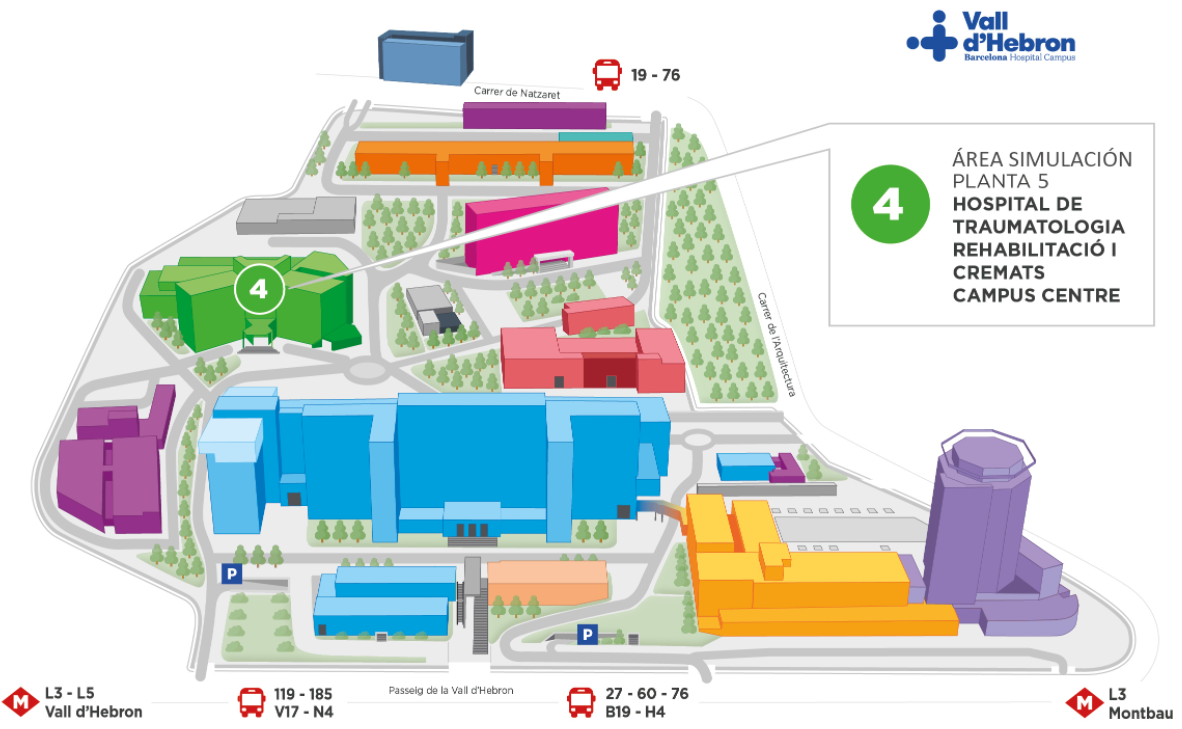 Vall
d'Hebron
Barcelona Hospital Campus
19 - 76
Carrer de Natzaret
4
ÁREA SIMULACIÓN
PLANTA 5
HOSPITAL DE
TRAUMATOLOGIA
REHABILITACIÓ I
CREMATS
CAMPUS CENTRE
4
Carrer de l'Arquitectura
P
P
M
L3 - L5
Vall d'Hebron
119 - 185
V17 - N4
Passeig de la Vall d'Hebron
27 - 60 - 76
B19 - H4
M
L3
Montbau